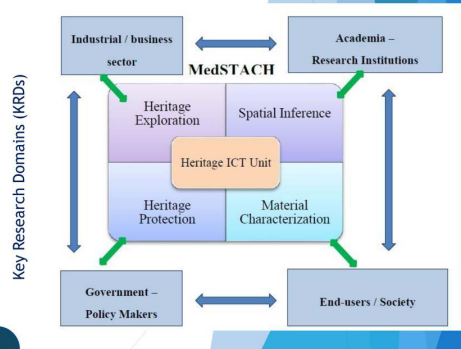 Key Research Domains (KRDs)
Industrial / business
sector
Academia –
Research Institutions
MedSTACH
Heritage
Exploration
Spatial Inference
Heritage ICT Unit
Heritage
Protection
Material
Characterization
Government –
Policy Makers
End-users / Society